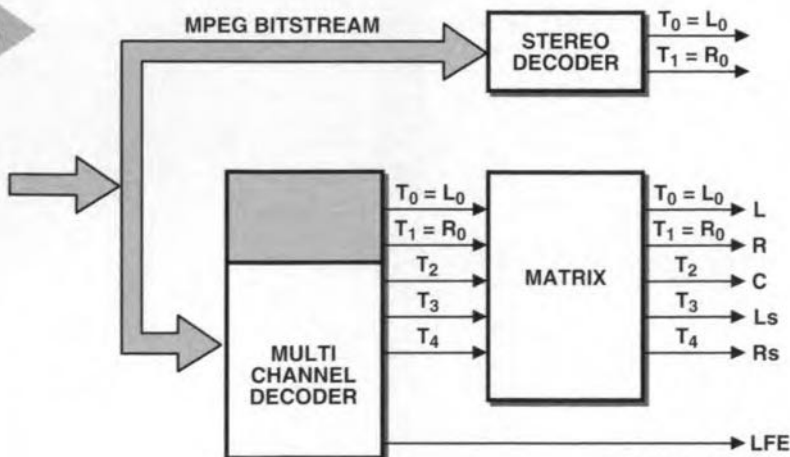 MPEG BITSTREAM
STEREO
DECODER
T₀ = L₀
T₁ = R₀
T₀ = L₀
T₁ = R₀
T₂
T₃
T₄
MULTI
CHANNEL
DECODER
MATRIX
T₀ = L₀ L
T₁ = R₀ R
T₂ C
T₃ Ls
T₄ Rs
LFE